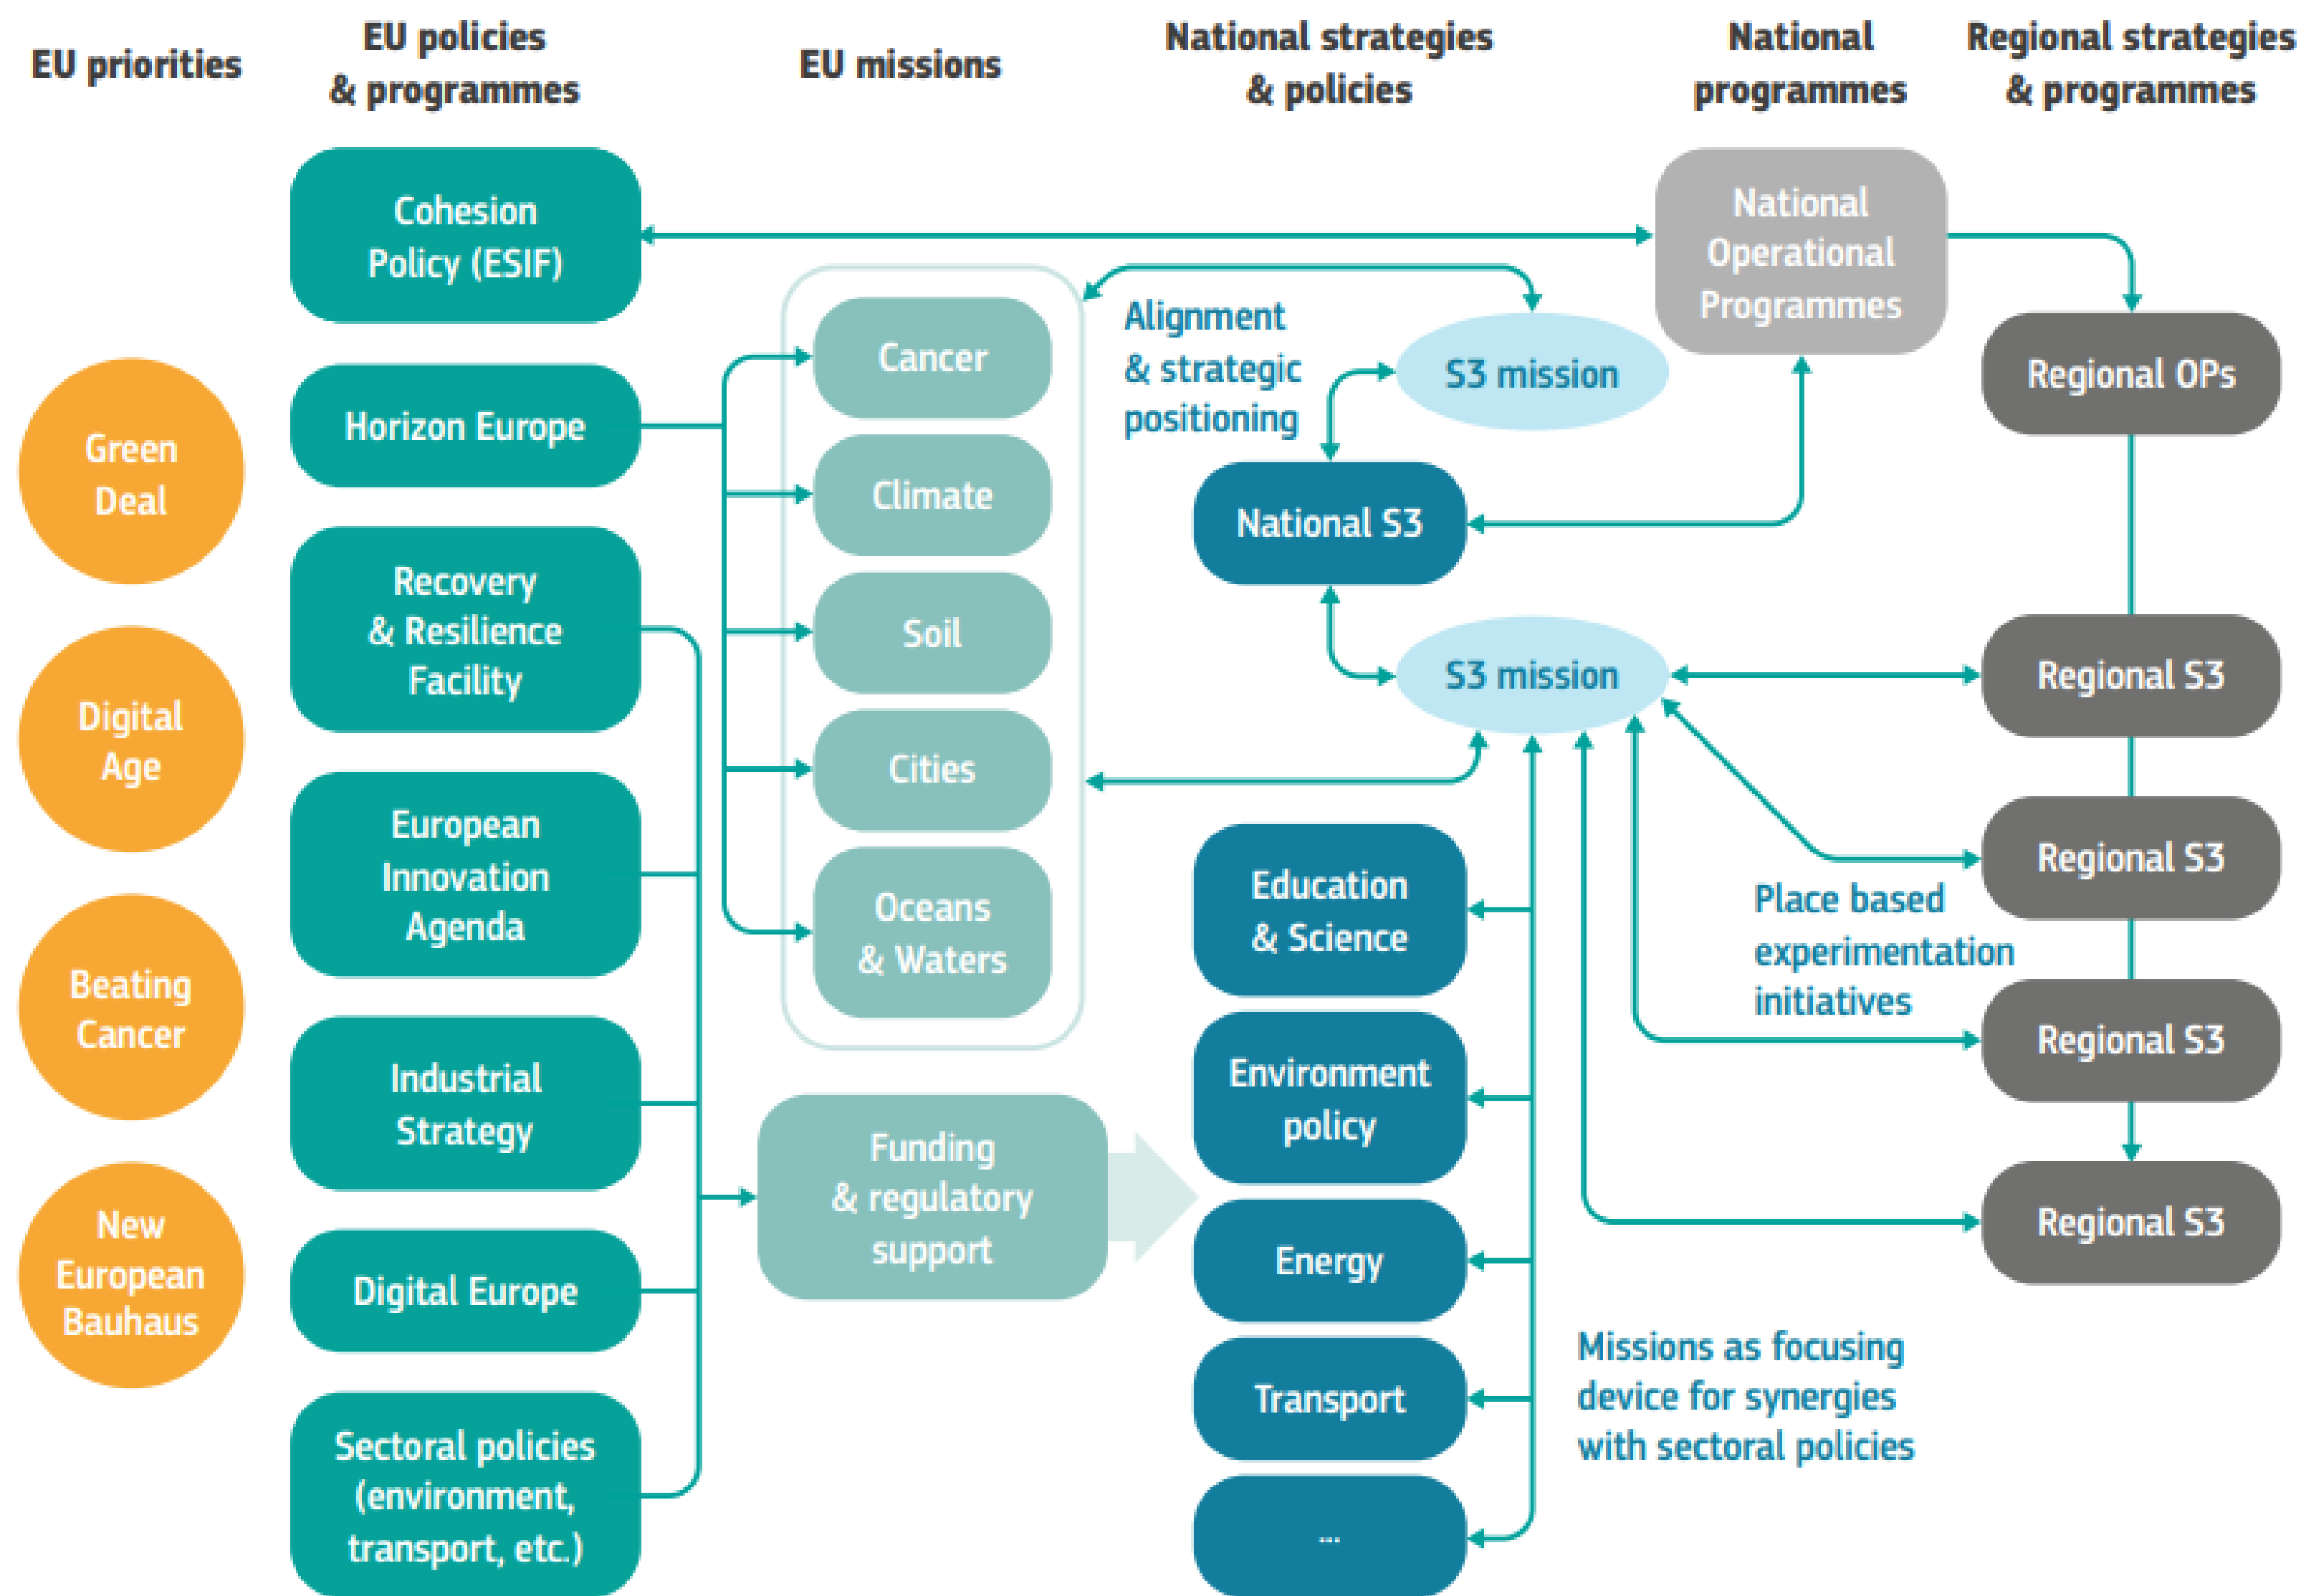 EU priorities
EU policies
& programmes
EU missions
National strategies
& policies
National
programmes
Regional strategies
& programmes
Green
Deal
Digital
Age
Beating
Cancer
New
European
Bauhaus
Cohesion
Policy (ESIF)
Horizon Europe
Recovery
& Resilience
Facility
European
Innovation
Agenda
Industrial
Strategy
Digital Europe
Sectoral policies
(environment,
transport, etc.)
Cancer
Climate
Soil
Cities
Oceans
& Waters
Funding
& regulatory
support
Alignment
& strategic
positioning
S3 mission
National S3
S3 mission
Education
& Science
Environment
policy
Energy
Transport
...
Missions as focusing
device for synergies
with sectoral policies
National
Operational
Programmes
Place based
experimentation
initiatives
Regional OPs
Regional S3
Regional S3
Regional S3
Regional S3